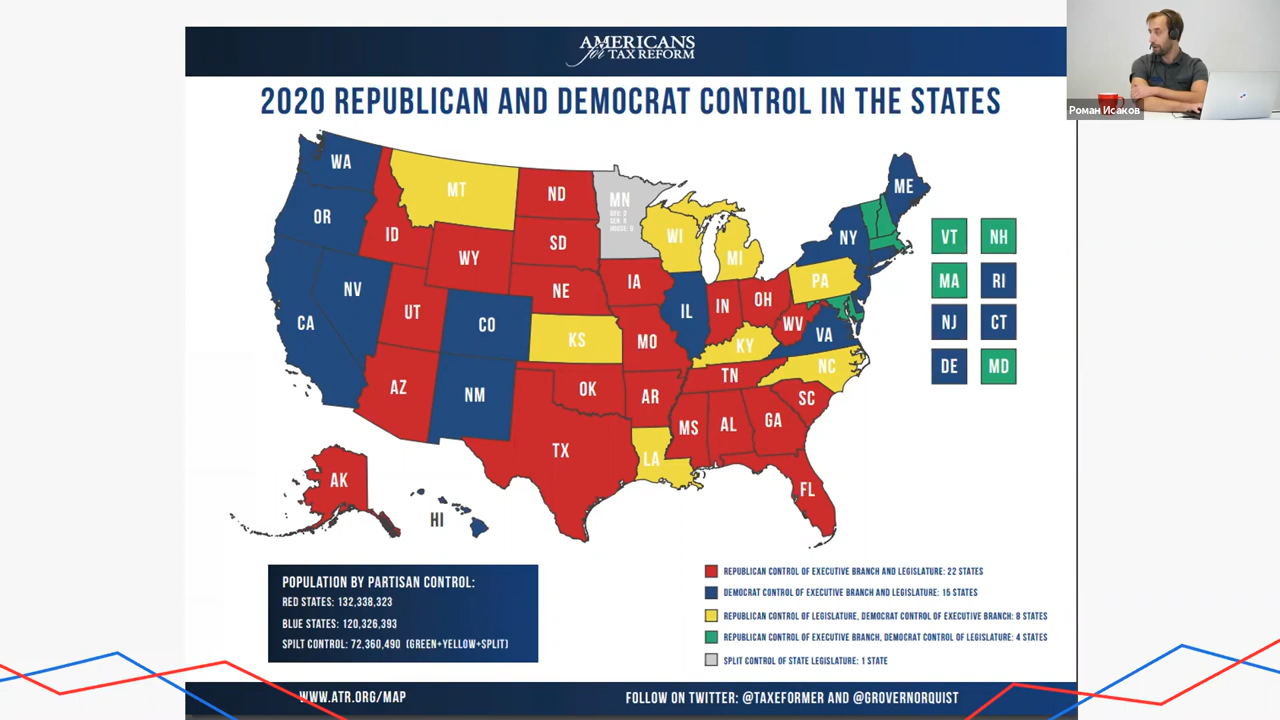 AMERICANS
for TAX REFORM
Роман Исаков
2020 REPUBLICAN AND DEMOCRAT CONTROL IN THE STATES
WA
MT
ND
MN
GOV: D
SEN: R
HOUSE: D
ME
OR
ID
SD
WI
NY
VT
NH
WY
MI
MA
RI
NV
NE
IA
PA
UT
IL
IN
OH
NJ
CT
CA
CO
KS
MO
WV
VA
KY
DE
MD
AZ
NM
OK
AR
TN
NC
SC
TX
LA
MS
AL
GA
AK
HI
FL
POPULATION BY PARTISAN CONTROL:
RED STATES: 132,338,323
BLUE STATES: 120,326,393
SPILT CONTROL: 72,360,490 (GREEN+YELLOW+SPLIT)
REPUBLICAN CONTROL OF EXECUTIVE BRANCH AND LEGISLATURE: 22 STATES
DEMOCRAT CONTROL OF EXECUTIVE BRANCH AND LEGISLATURE: 15 STATES
REPUBLICAN CONTROL OF LEGISLATURE, DEMOCRAT CONTROL OF EXECUTIVE BRANCH: 8 STATES
REPUBLICAN CONTROL OF EXECUTIVE BRANCH, DEMOCRAT CONTROL OF LEGISLATURE: 4 STATES
SPLIT CONTROL OF STATE LEGISLATURE: 1 STATE
WWW.ATR.ORG/MAP
FOLLOW ON TWITTER: @TAXEFORMER AND @GROVERNORQUIST